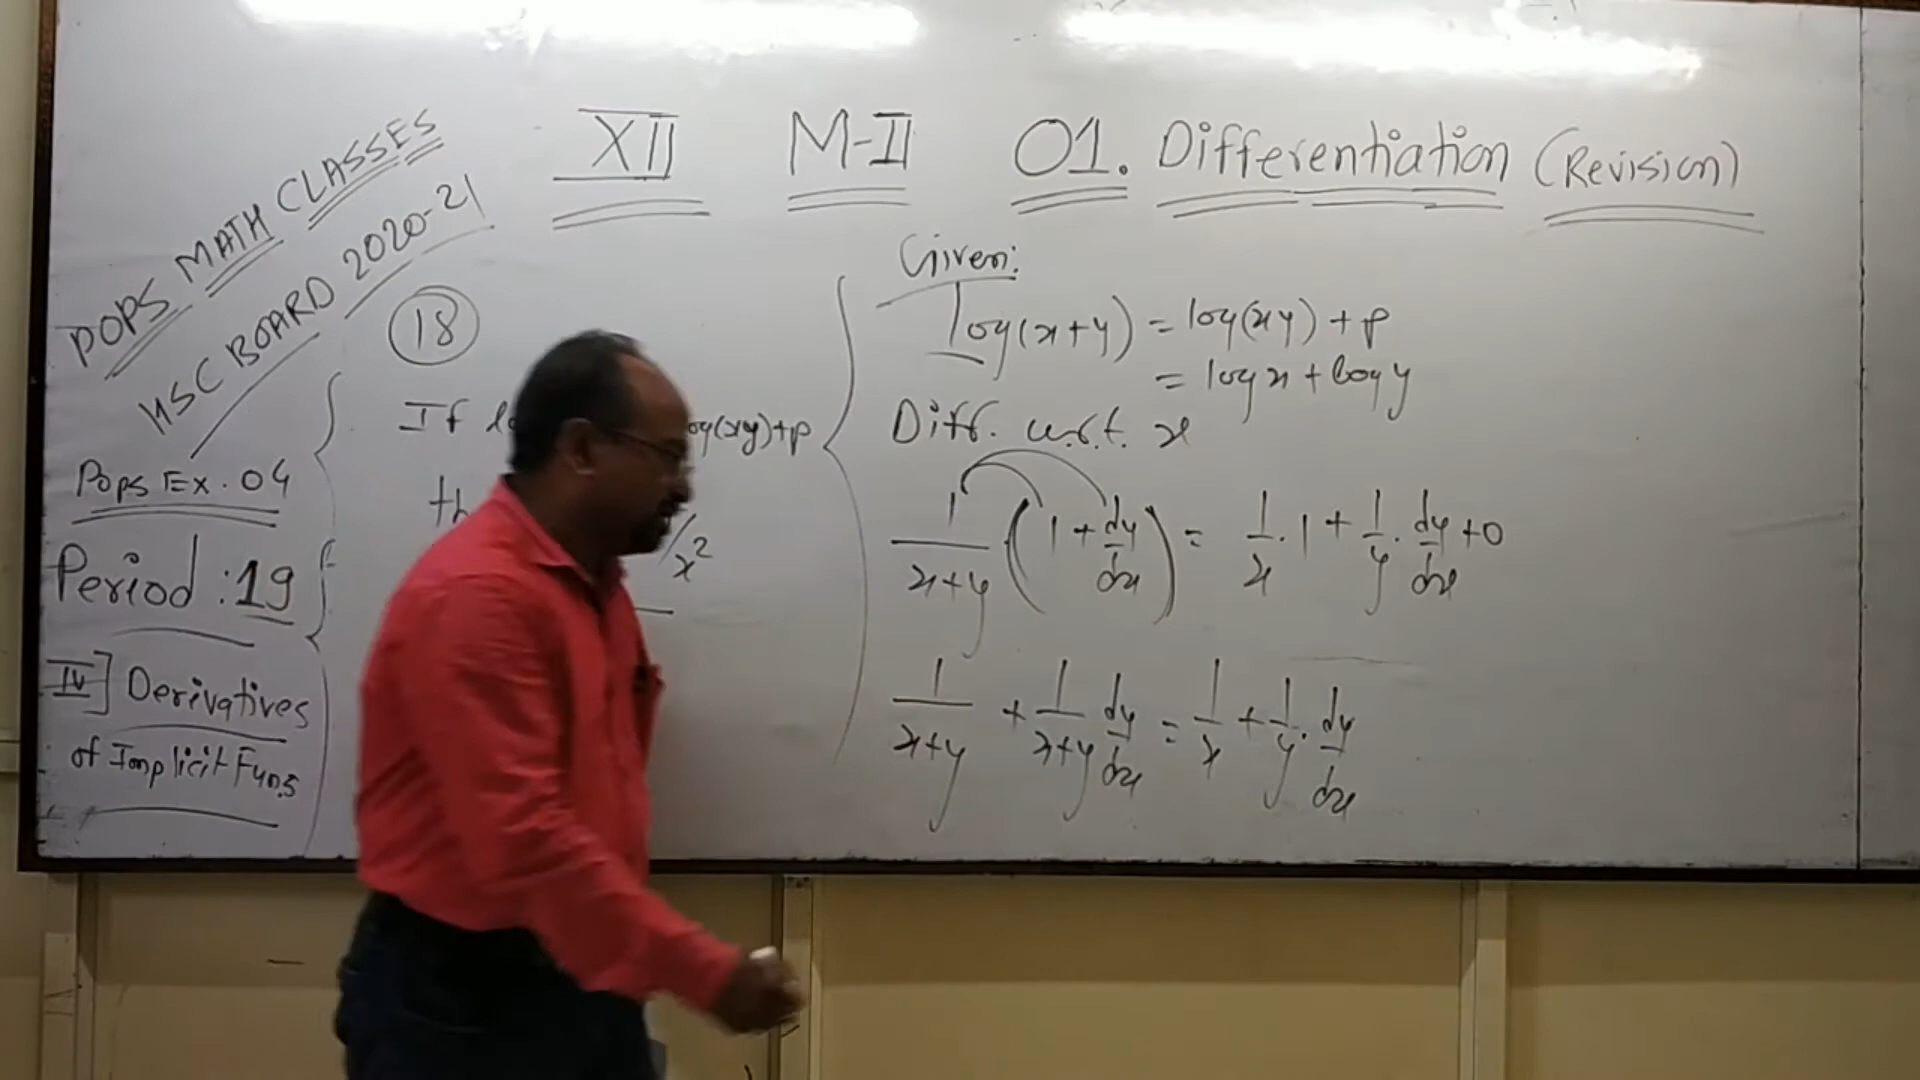 XII M-II 01. Differentiation (Revision)
POPS MATH CLASSES
HSC BOARD 2020-21
Pops Ex. 04
Period : 19
IV] Derivatives
of Implicit Funs
18
If log(xy)+p
x²
Given:
log(x+y) = log(xy) + p
= log x + log y
Diff. w.r.t. x
1/(x+y) (1 + dy/dx) = 1/x . 1 + 1/y . dy/dx + 0
1/(x+y) + 1/(x+y) dy/dx = 1/x + 1/y . dy/dx